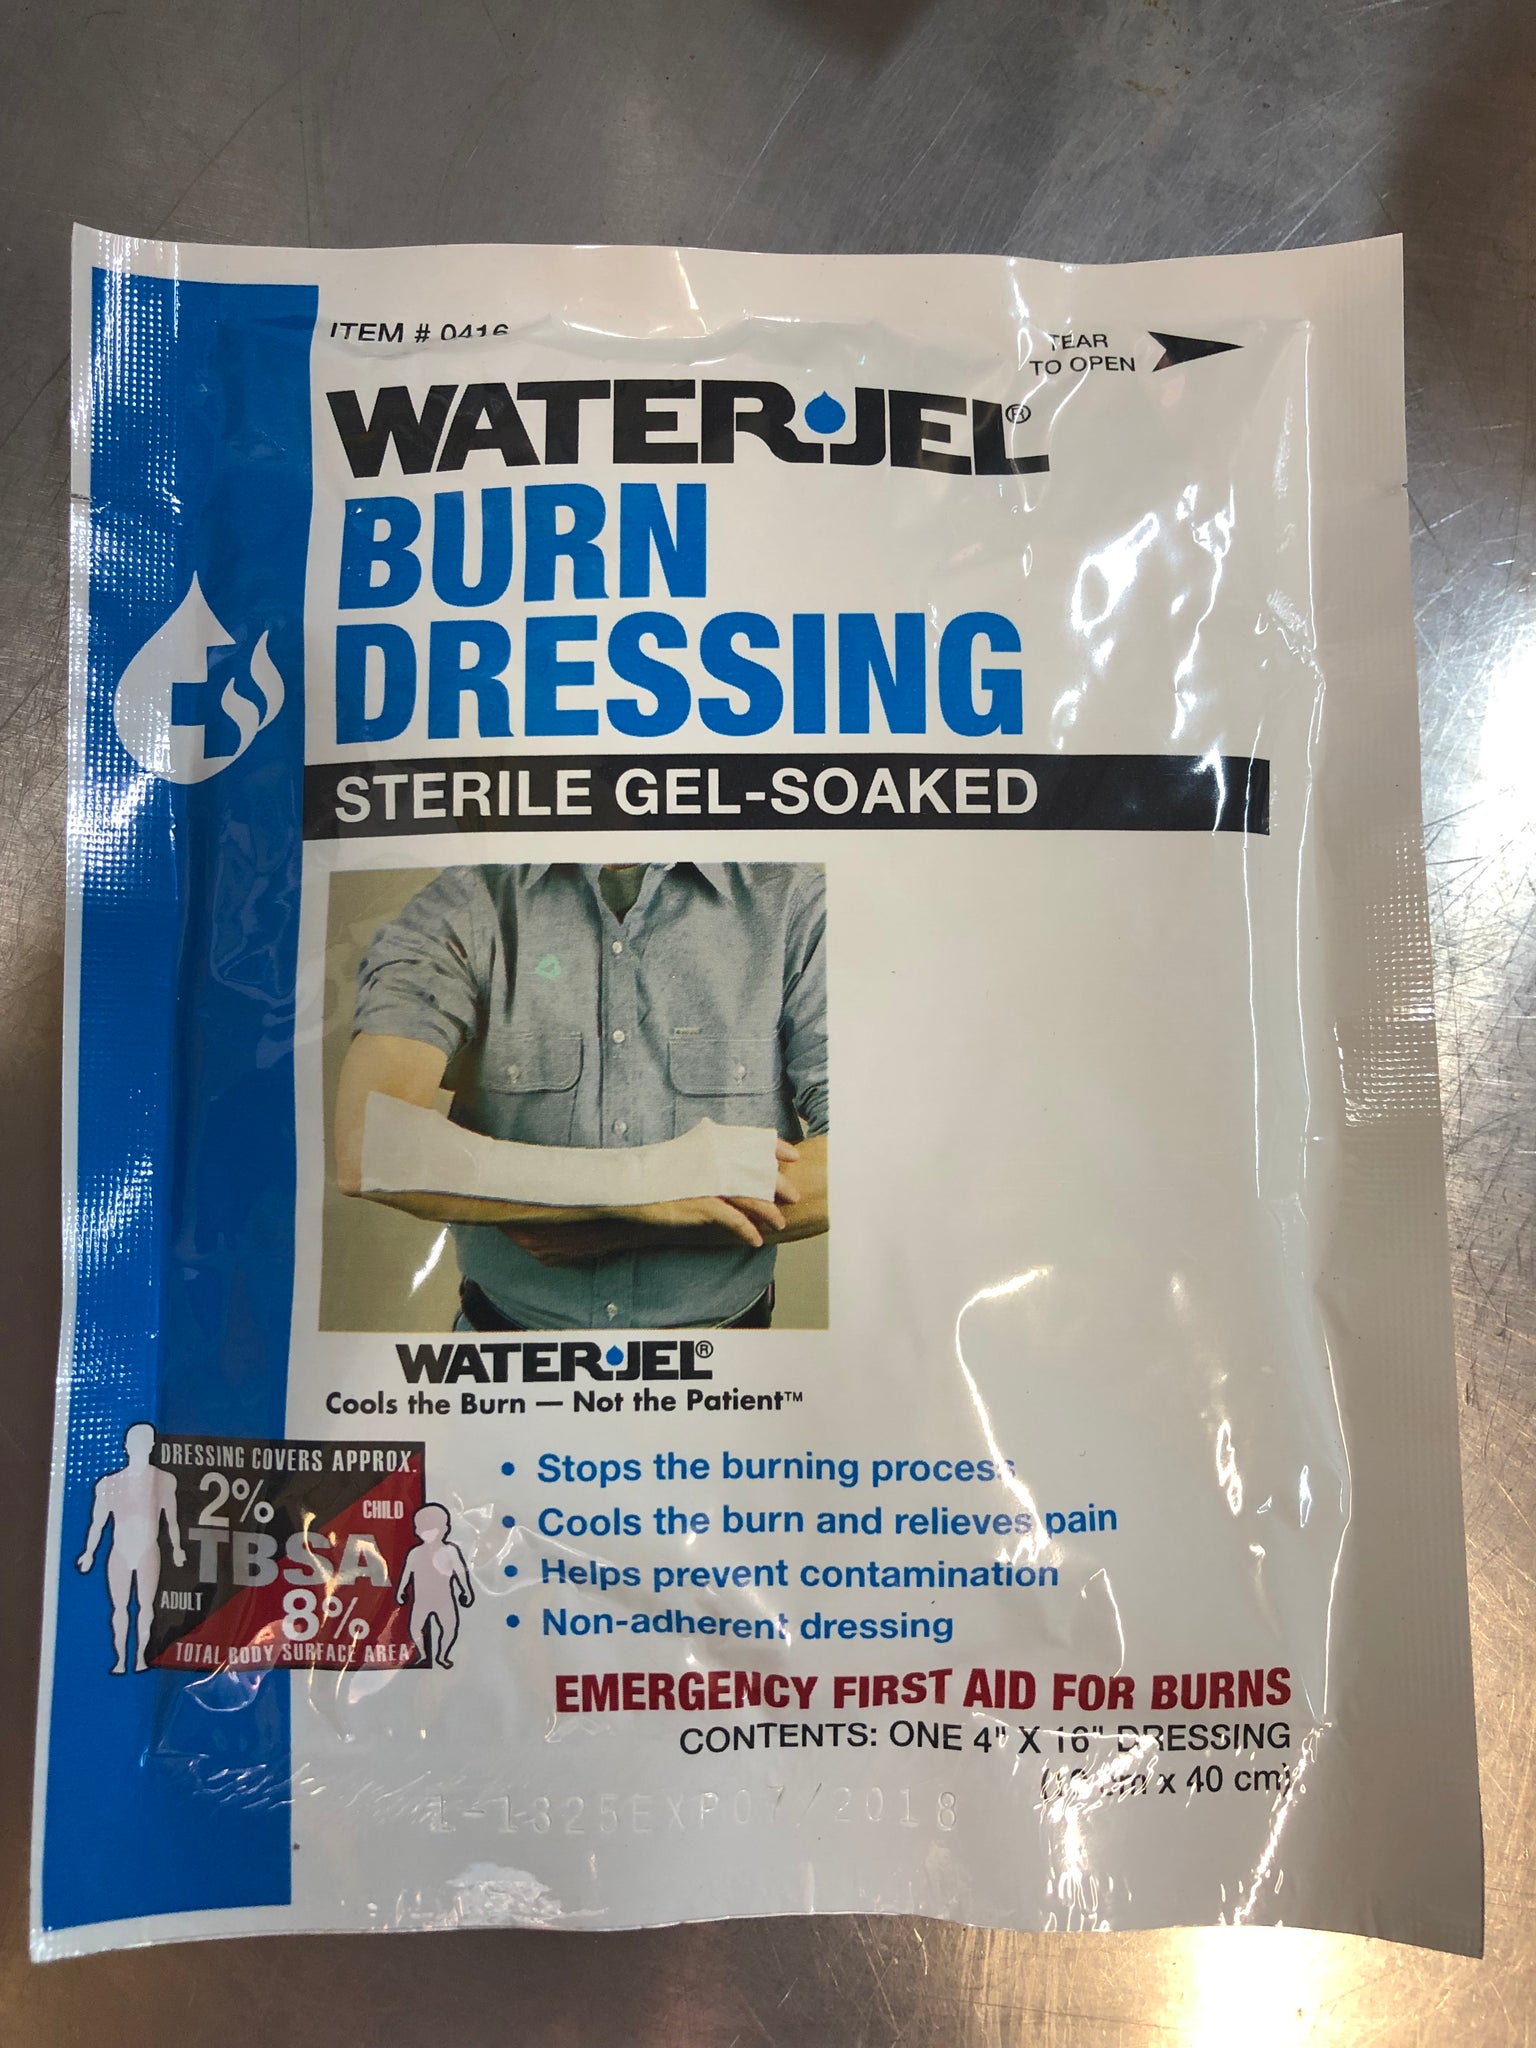 ITEM # 0416
TEAR
TO OPEN
WATER·JEL®
BURN
DRESSING
STERILE GEL-SOAKED
WATER·JEL®
Cools the Burn — Not the Patient™
DRESSING COVERS APPROX.
2%
CHILD
TBSA
ADULT
8%
TOTAL BODY SURFACE AREA
• Stops the burning process
• Cools the burn and relieves pain
• Helps prevent contamination
• Non-adherent dressing
EMERGENCY FIRST AID FOR BURNS
CONTENTS: ONE 4" X 16" DRESSING
cm x 40 cm)
1-1325EXP07/2018